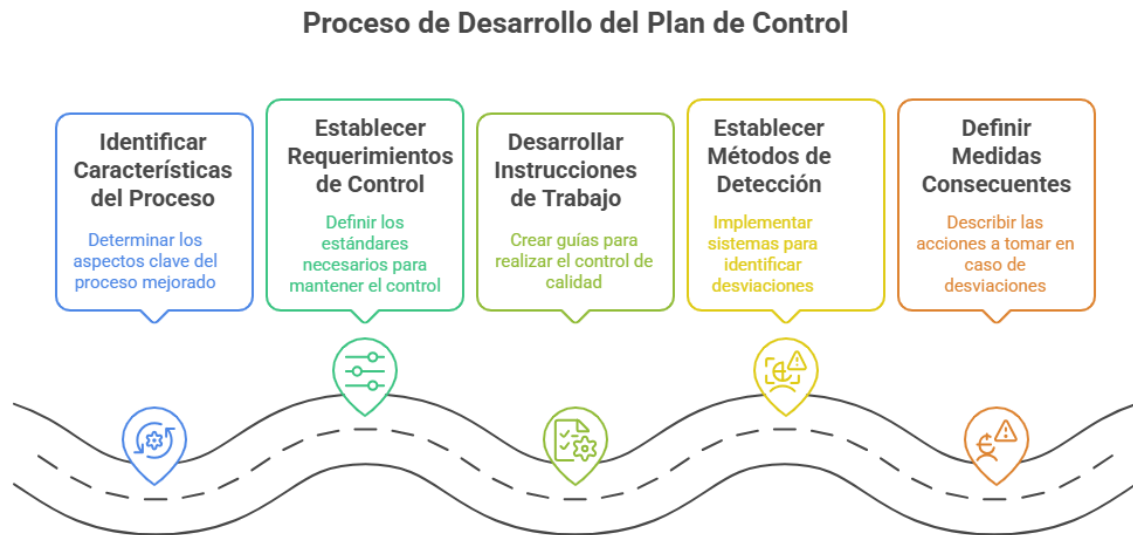 Proceso de Desarrollo del Plan de Control
Identificar
Características
del Proceso
Determinar los
aspectos clave del
proceso mejorado
Establecer
Requerimientos
de Control
Definir los
estándares
necesarios para
mantener el control
Desarrollar
Instrucciones
de Trabajo
Crear guías para
realizar el control de
calidad
Establecer
Métodos de
Detección
Implementar
sistemas para
identificar
desviaciones
Definir
Medidas
Consecuentes
Describir las
acciones a tomar en
caso de
desviaciones